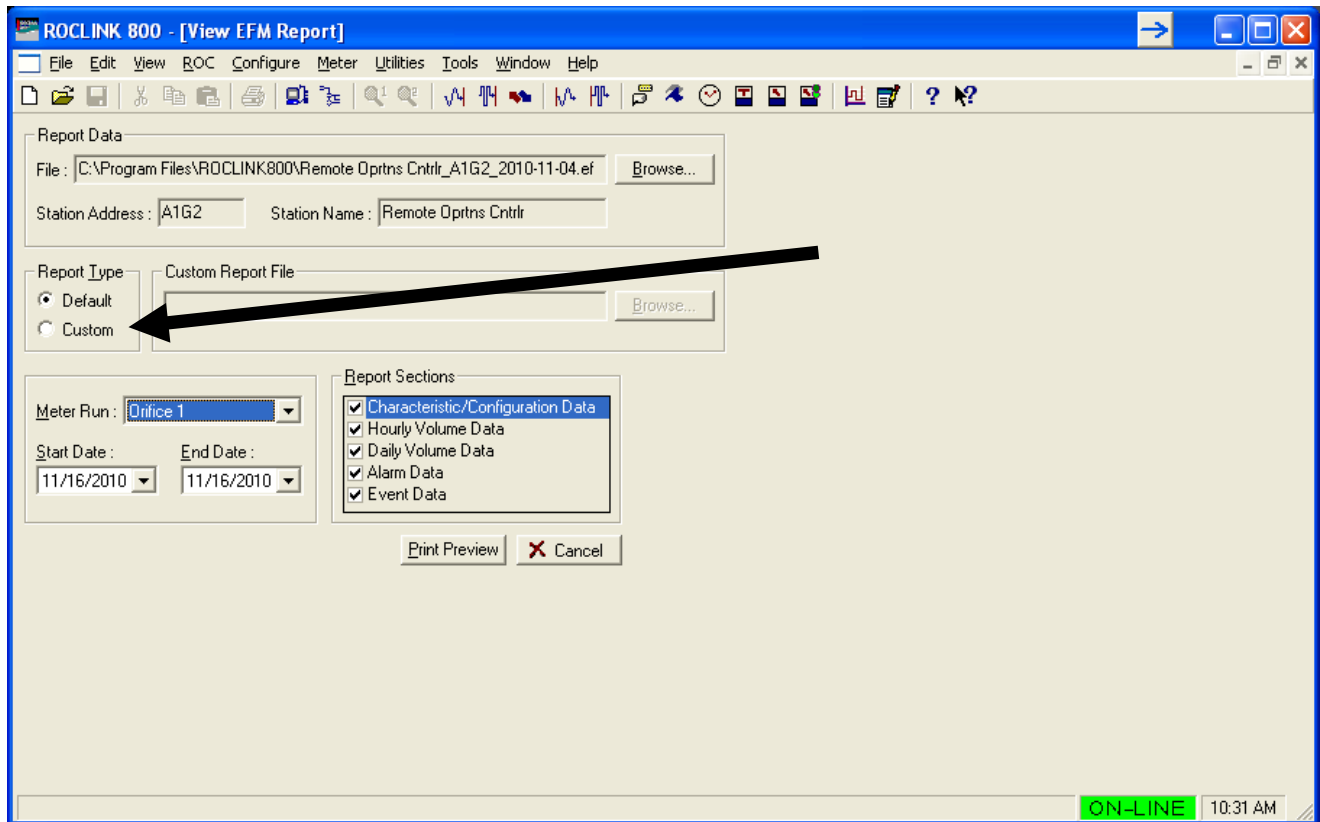 ROCLINK 800 - [View EFM Report]
File Edit View ROC Configure Meter Utilities Tools Window Help
Report Data
File : C:\Program Files\ROCLINK800\Remote Oprtns Cntrlr_A1G2_2010-11-04.ef Browse...
Station Address : A1G2 Station Name : Remote Oprtns Cntrlr
Report Type Custom Report File
Default
Browse...
Custom
Report Sections
Meter Run : Orifice 1
Characteristic/Configuration Data
Hourly Volume Data
Start Date : End Date :
Daily Volume Data
11/16/2010 11/16/2010
Alarm Data
Event Data
Print Preview Cancel
ON-LINE 10:31 AM